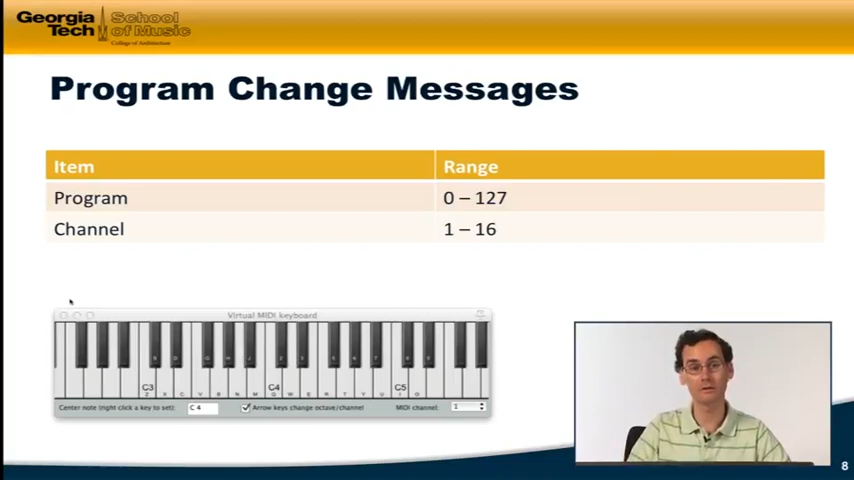 Georgia Tech
School of Music
College of Architecture
Program Change Messages
Item Range
Program 0 – 127
Channel 1 – 16
Virtual MIDI keyboard
C3 C4 C5
Center note (right click a key to set): C 4 Arrow keys change octave/channel MIDI channel: 1
8